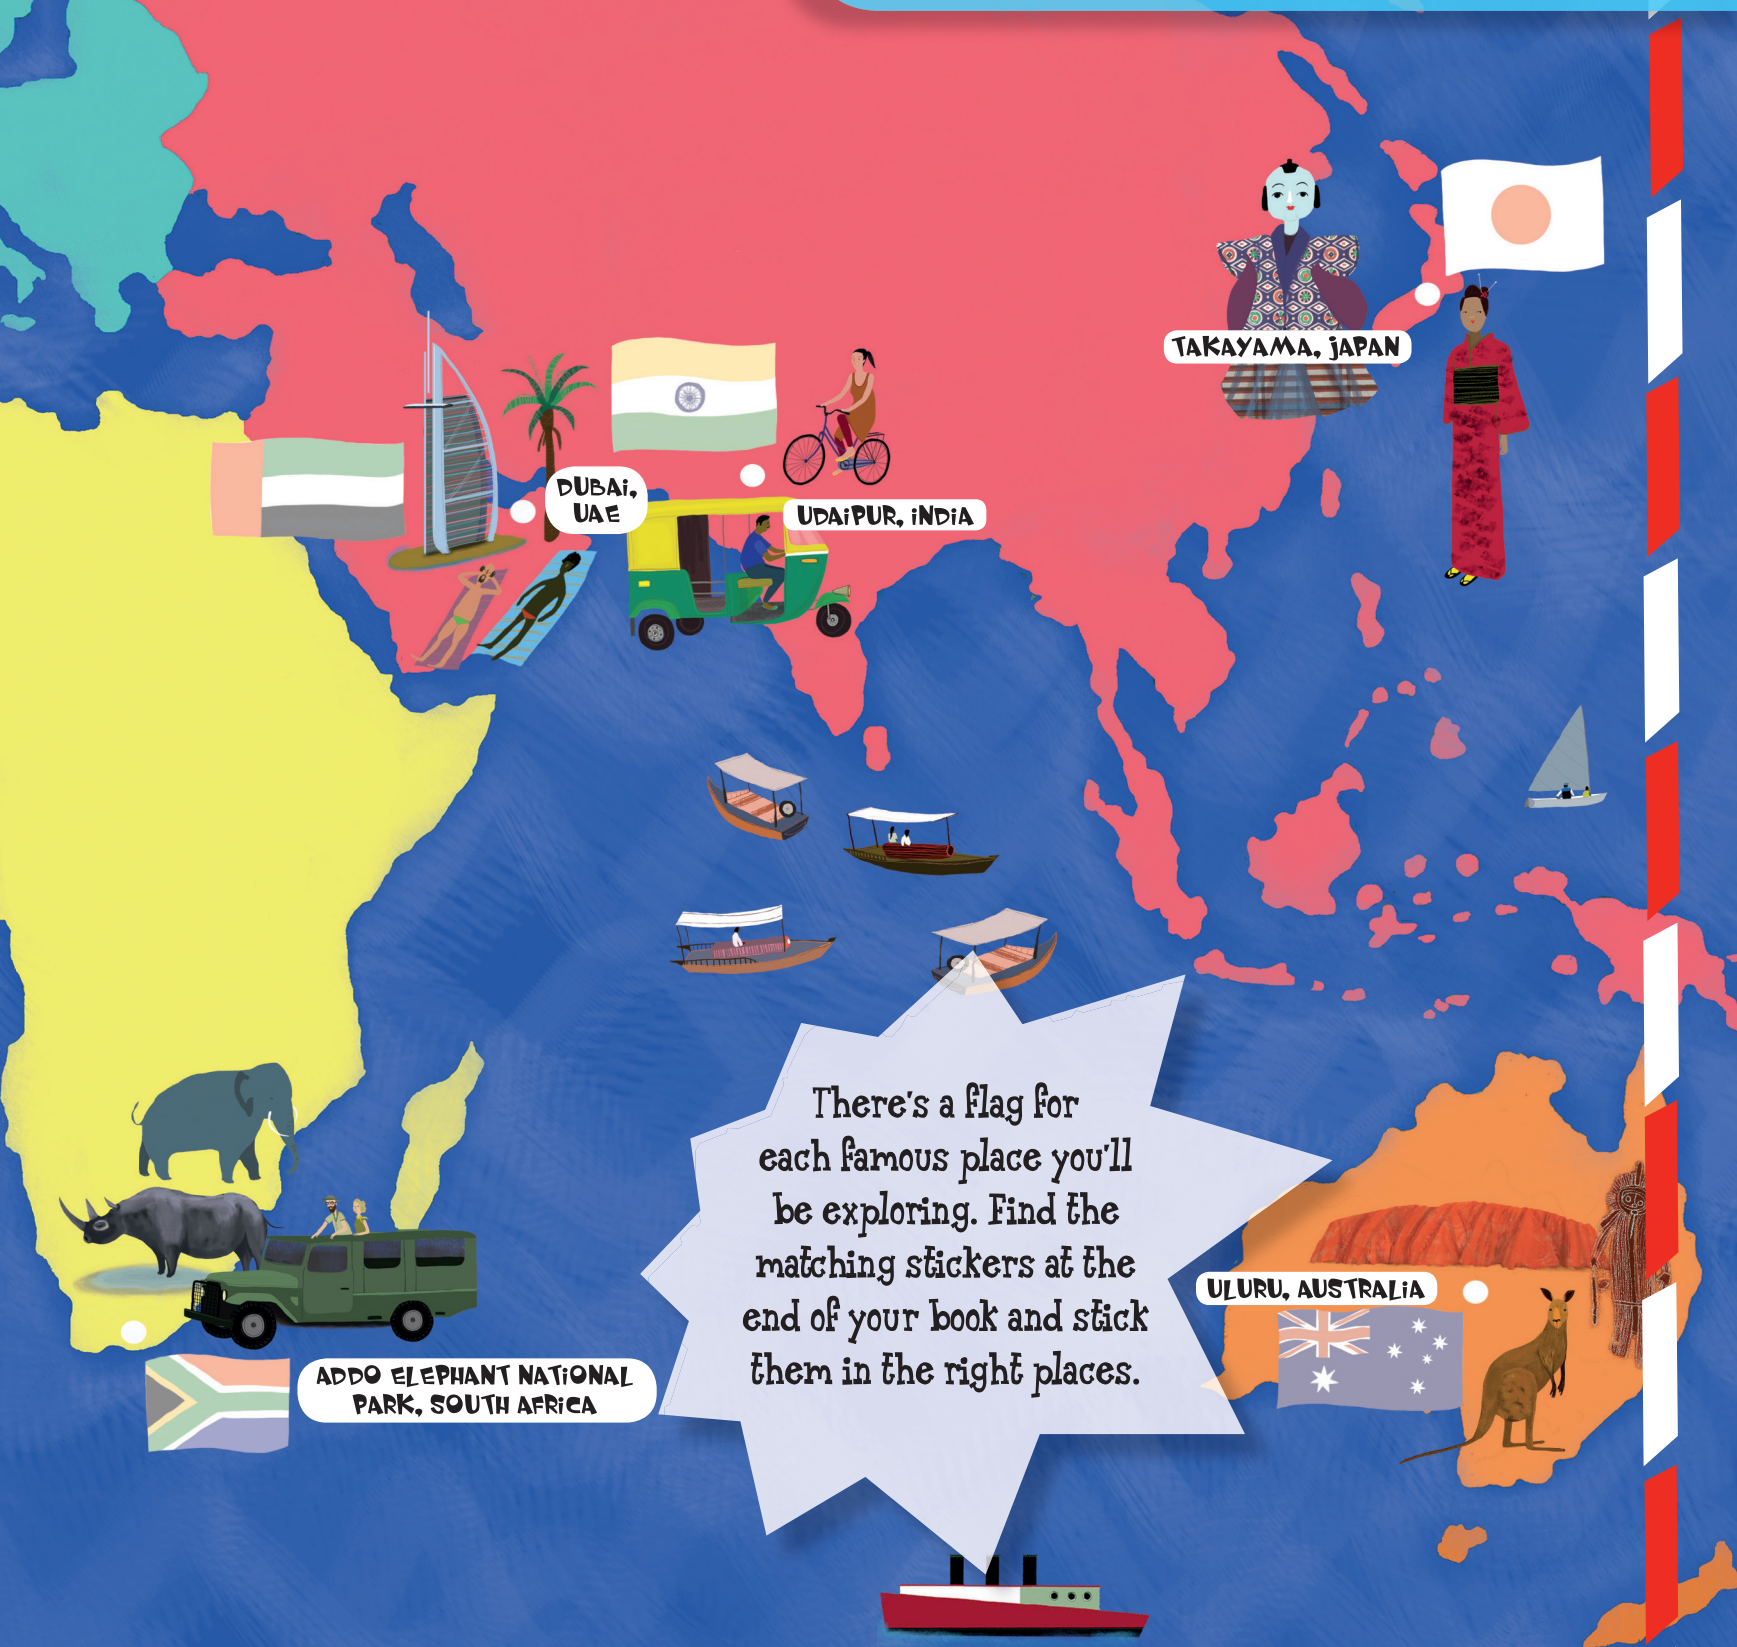 TAKAYAMA, JAPAN
DUBAI,
UAE
UDAIPUR, INDIA
There's a flag for
each famous place you'll
be exploring. Find the
matching stickers at the
end of your book and stick
them in the right places.
ULURU, AUSTRALIA
ADDO ELEPHANT NATIONAL
PARK, SOUTH AFRICA